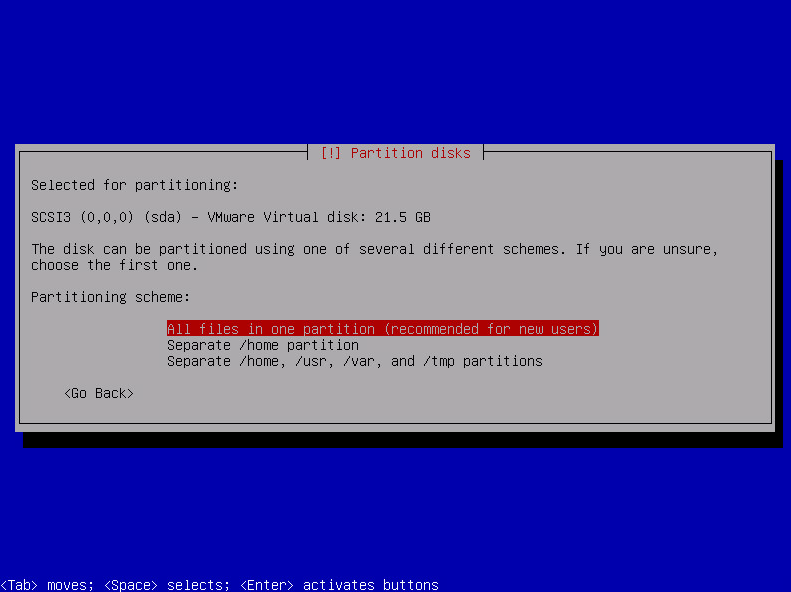 [!] Partition disks
Selected for partitioning:
SCSI3 (0,0,0) (sda) - VMware Virtual disk: 21.5 GB
The disk can be partitioned using one of several different schemes. If you are unsure,
choose the first one.
Partitioning scheme:
All files in one partition (recommended for new users)
Separate /home partition
Separate /home, /usr, /var, and /tmp partitions
<Go Back>
<Tab> moves; <Space> selects; <Enter> activates buttons